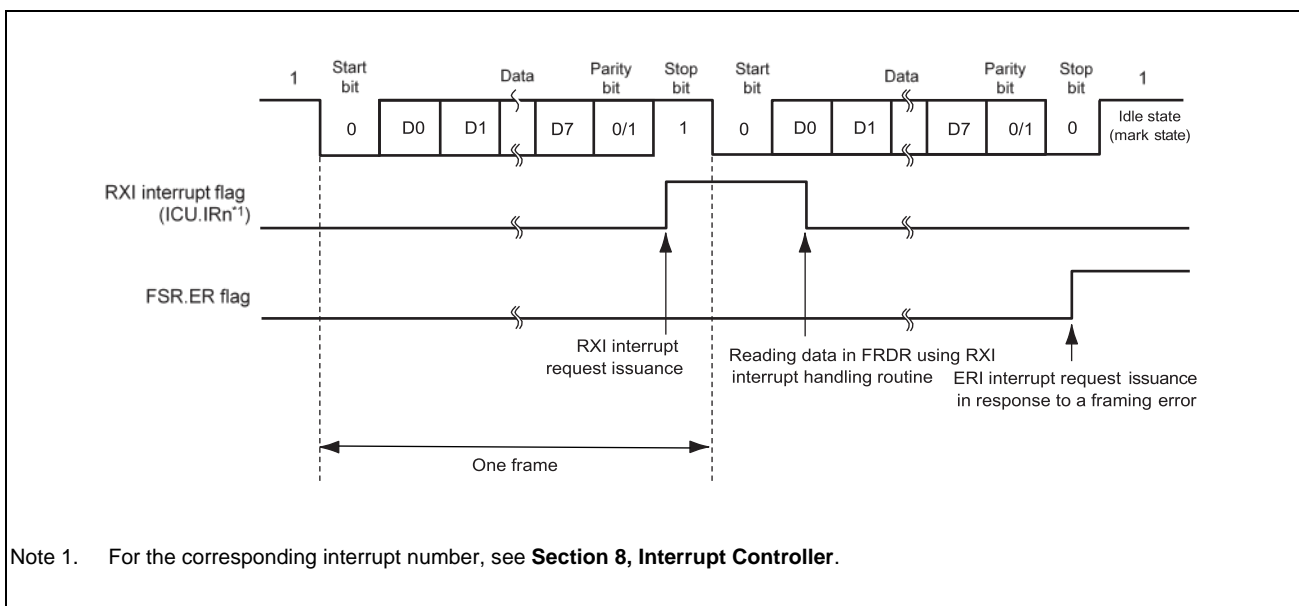 1 Start bit Data Parity bit Stop bit Start bit Data Parity bit Stop bit 1
0 D0 D1 D7 0/1 1 0 D0 D1 D7 0/1 0 Idle state (mark state)
RXI interrupt flag
(ICU.IRn*1)
FSR.ER flag
RXI interrupt
request issuance
Reading data in FRDR using RXI
interrupt handling routine
ERI interrupt request issuance
in response to a framing error
One frame
Note 1. For the corresponding interrupt number, see Section 8, Interrupt Controller.